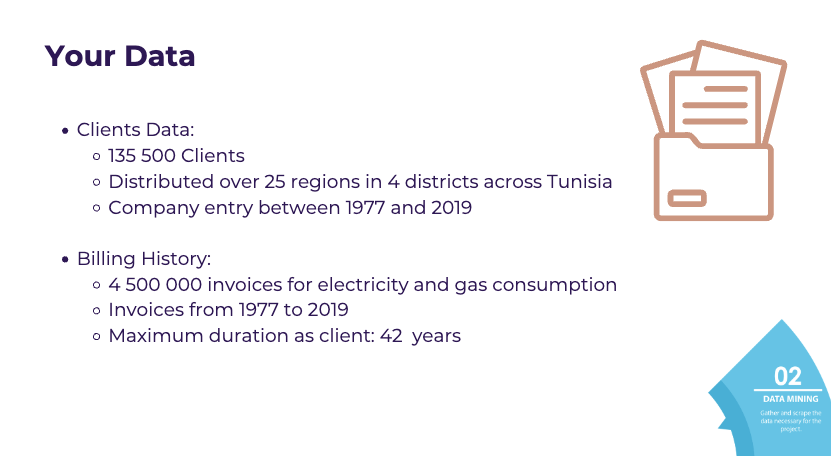 Your Data
• Clients Data:
○ 135 500 Clients
○ Distributed over 25 regions in 4 districts across Tunisia
○ Company entry between 1977 and 2019
• Billing History:
○ 4 500 000 invoices for electricity and gas consumption
○ Invoices from 1977 to 2019
○ Maximum duration as client: 42  years
02
DATA MINING
Gather and scrape the
data necessary for the
project.